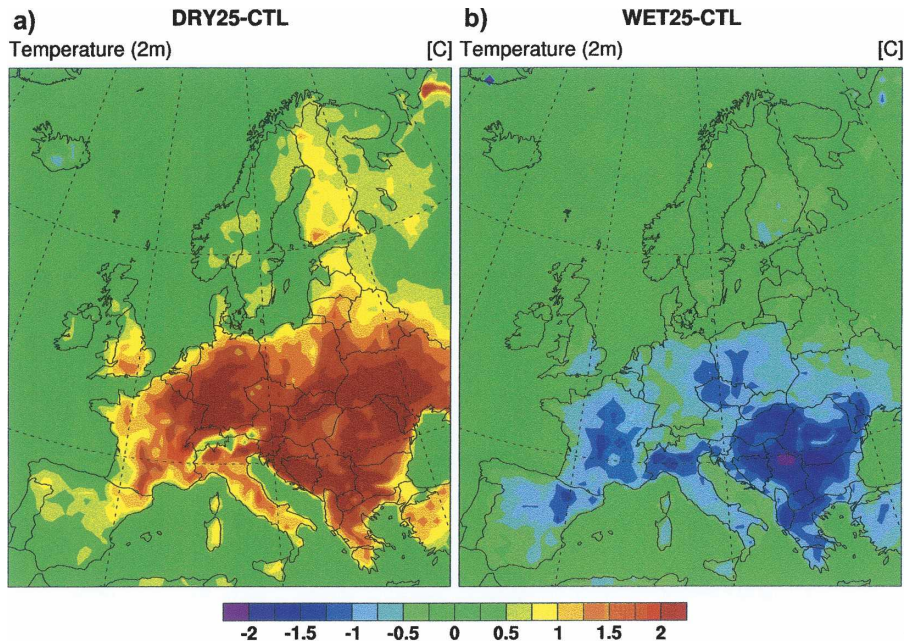 a) DRY25-CTL
Temperature (2m) [C]
b) WET25-CTL
Temperature (2m) [C]
-2 -1.5 -1 -0.5 0 0.5 1 1.5 2